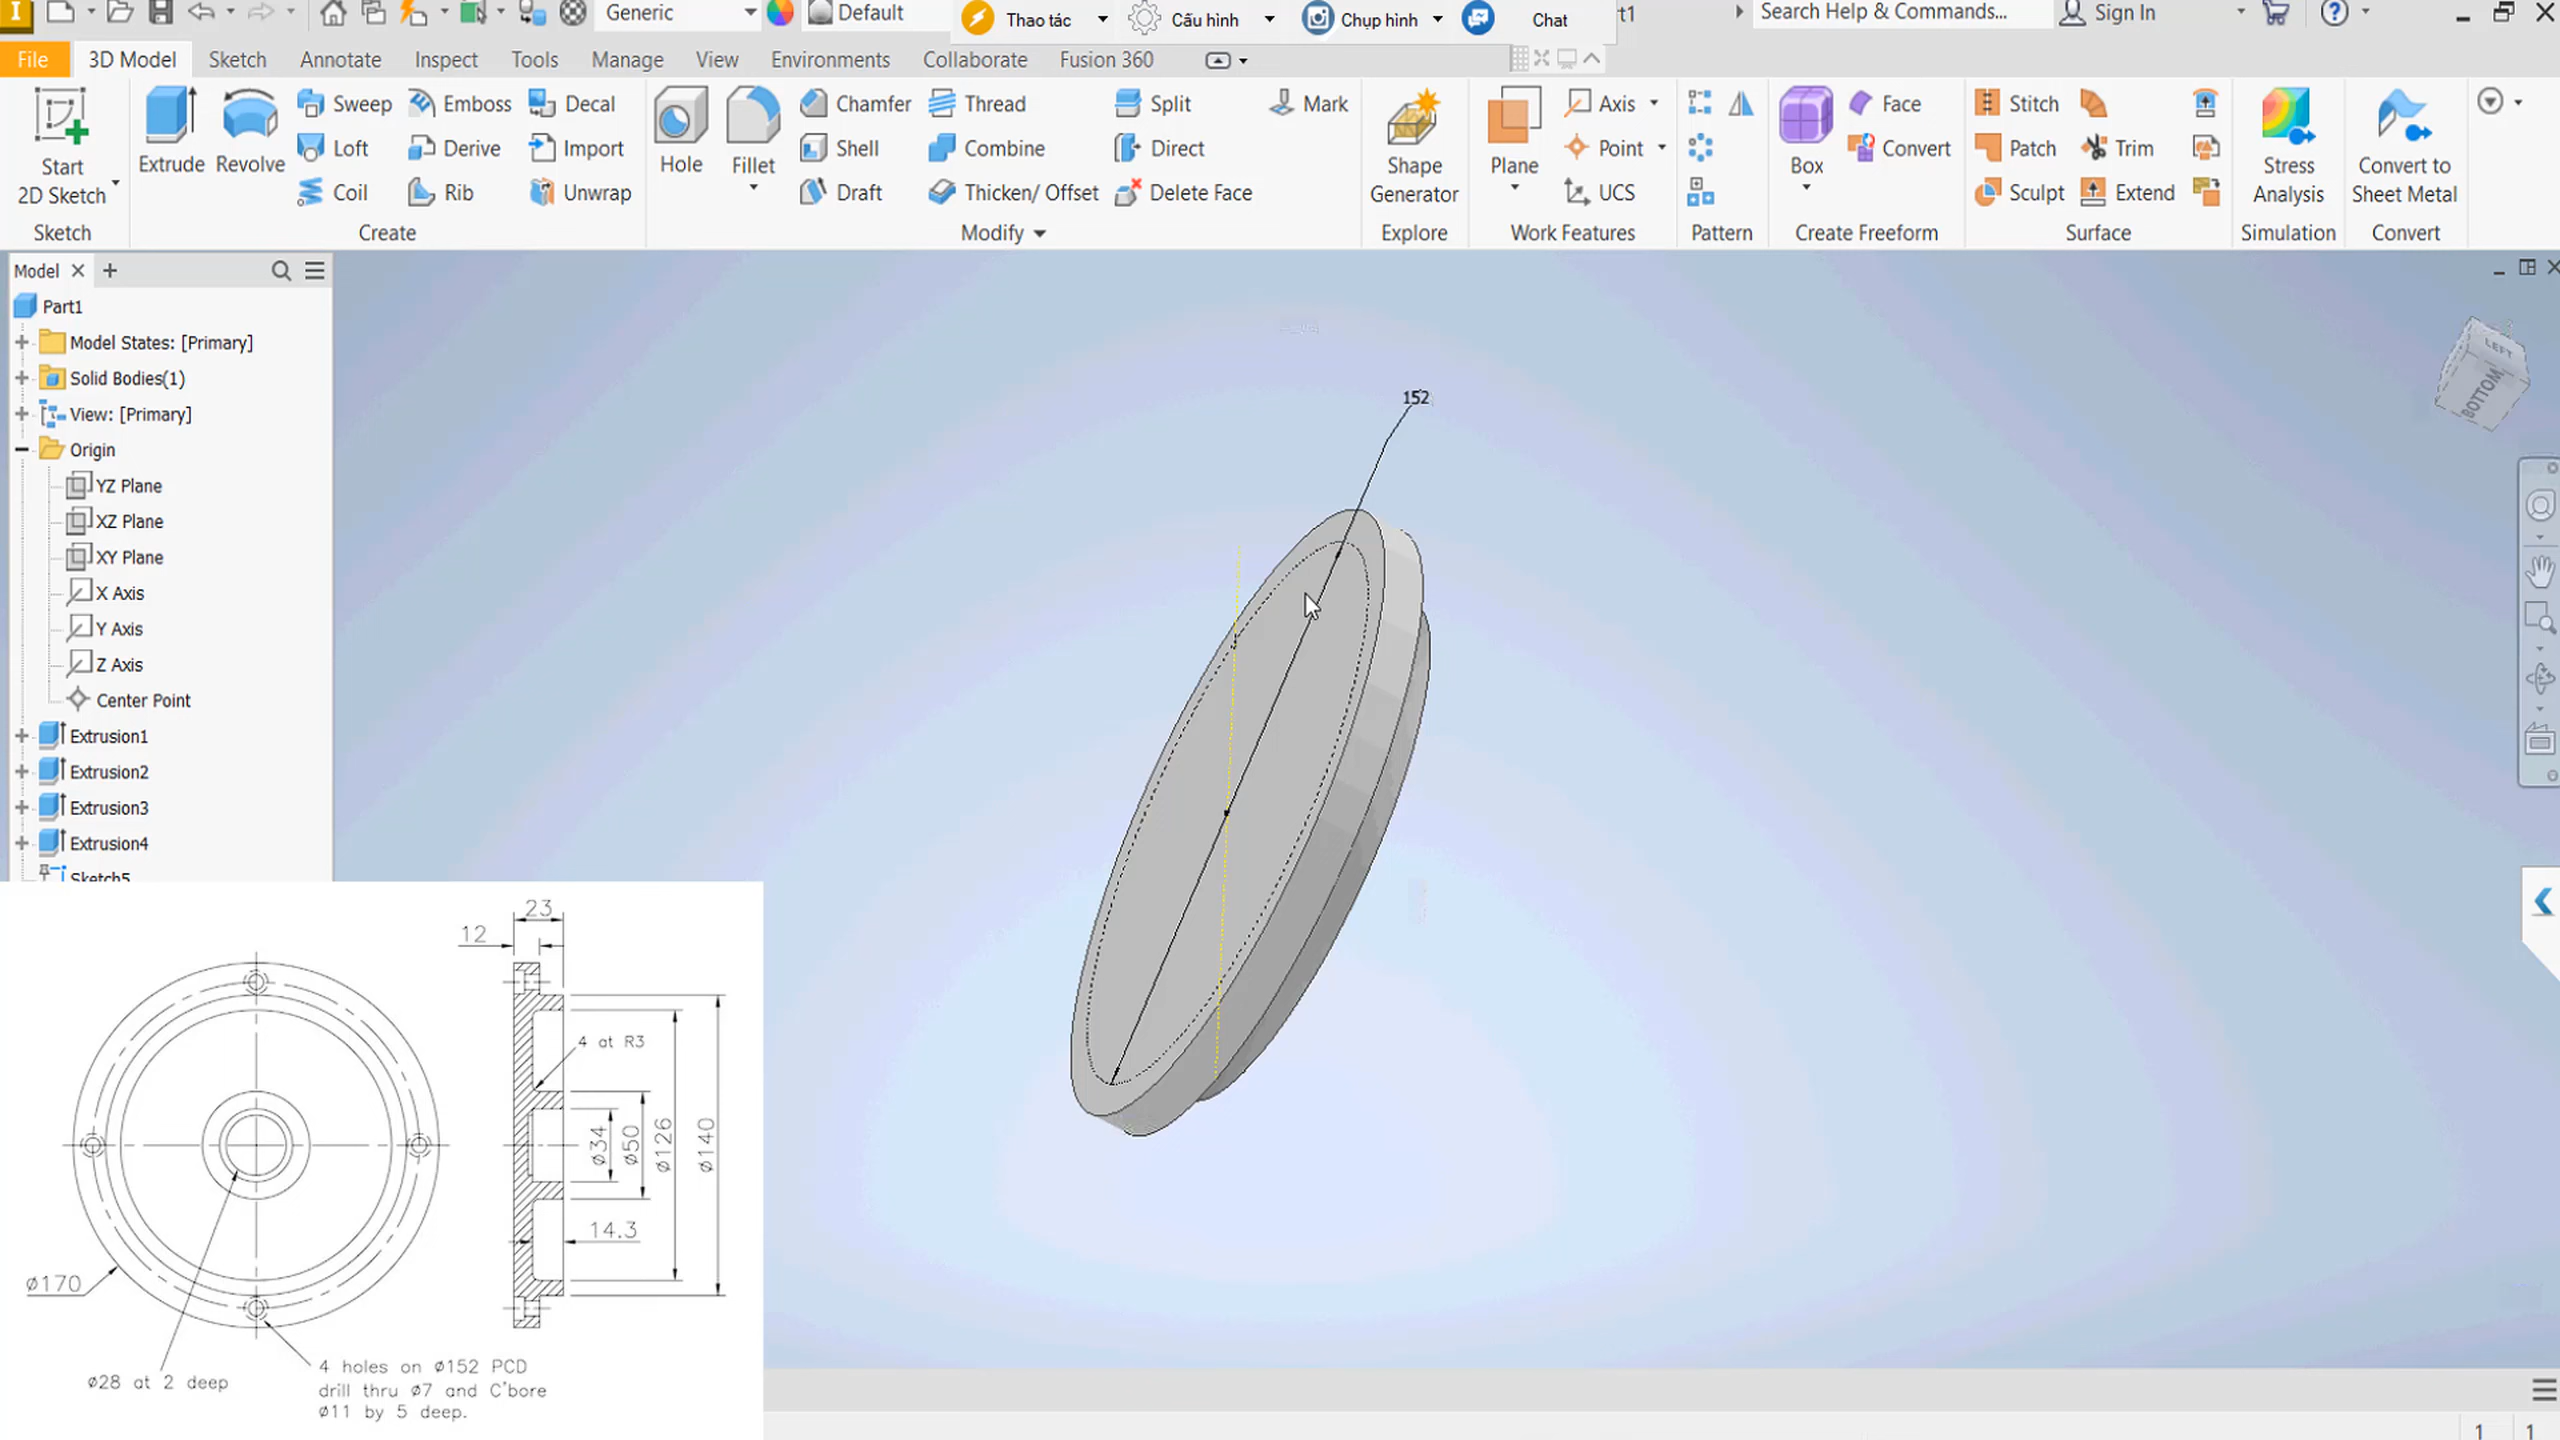 Generic
Default
Thao tác
Cấu hình
Chụp hình
Chat
Search Help & Commands...
Sign In
File
3D Model
Sketch
Annotate
Inspect
Tools
Manage
View
Environments
Collaborate
Fusion 360
Start
2D Sketch
Extrude
Revolve
Sweep
Loft
Coil
Emboss
Derive
Rib
Decal
Import
Unwrap
Hole
Fillet
Chamfer
Shell
Draft
Thread
Combine
Thicken/ Offset
Split
Direct
Delete Face
Mark
Shape
Generator
Plane
Axis
Point
UCS
Box
Face
Convert
Stitch
Patch
Sculpt
Trim
Extend
Stress
Analysis
Convert to
Sheet Metal
Sketch
Create
Modify
Explore
Work Features
Pattern
Create Freeform
Surface
Simulation
Convert
Model
Part1
Model States: [Primary]
Solid Bodies(1)
View: [Primary]
Origin
YZ Plane
XZ Plane
XY Plane
X Axis
Y Axis
Z Axis
Center Point
Extrusion1
Extrusion2
Extrusion3
Extrusion4
Sketch5
152
LEFT
BOTTOM
23
12
4 at R3
ø34
ø50
ø126
ø140
14.3
ø170
ø28 at 2 deep
4 holes on ø152 PCD
drill thru ø7 and C'bore
ø11 by 5 deep.
1 1